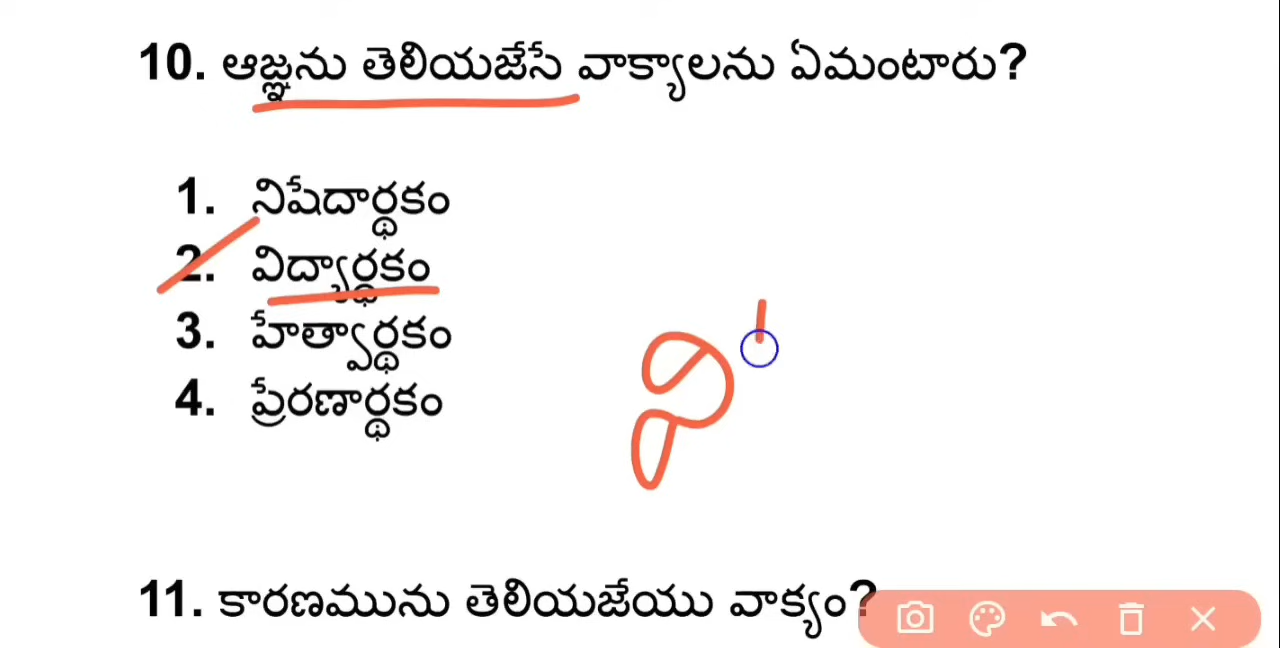 10. ఆజ్ఞను తెలియజేసే వాక్యాలను ఏమంటారు?
1. నిషేదార్థకం
2. విద్యార్థకం
3. హేత్వార్థకం
4. ప్రేరణార్థకం
11. కారణమును తెలియజేయు వాక్యం?